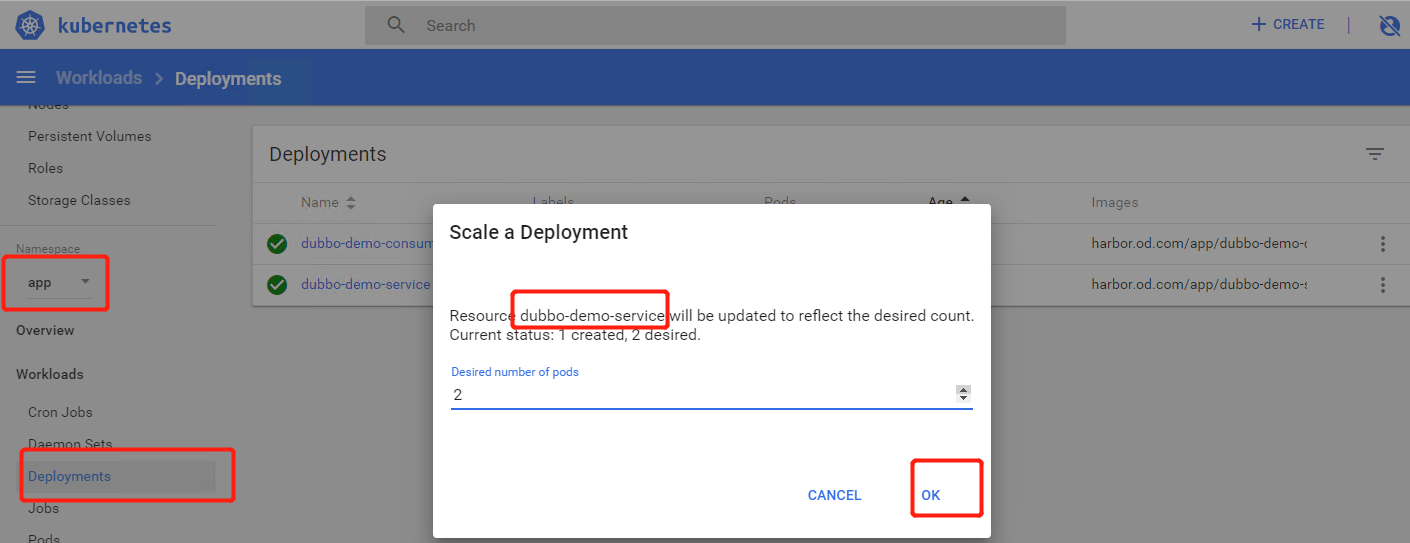 kubernetes
Search
+ CREATE
Workloads > Deployments
Nodes
Persistent Volumes
Roles
Storage Classes
Namespace
app
Overview
Workloads
Cron Jobs
Daemon Sets
Deployments
Jobs
Pods
Deployments
Name Labels Pods Age Images
dubbo-demo-consum harbor.od.com/app/dubbo-demo-c
dubbo-demo-service harbor.od.com/app/dubbo-demo-s
Scale a Deployment
Resource dubbo-demo-service will be updated to reflect the desired count.
Current status: 1 created, 2 desired.
Desired number of pods
2
CANCEL OK